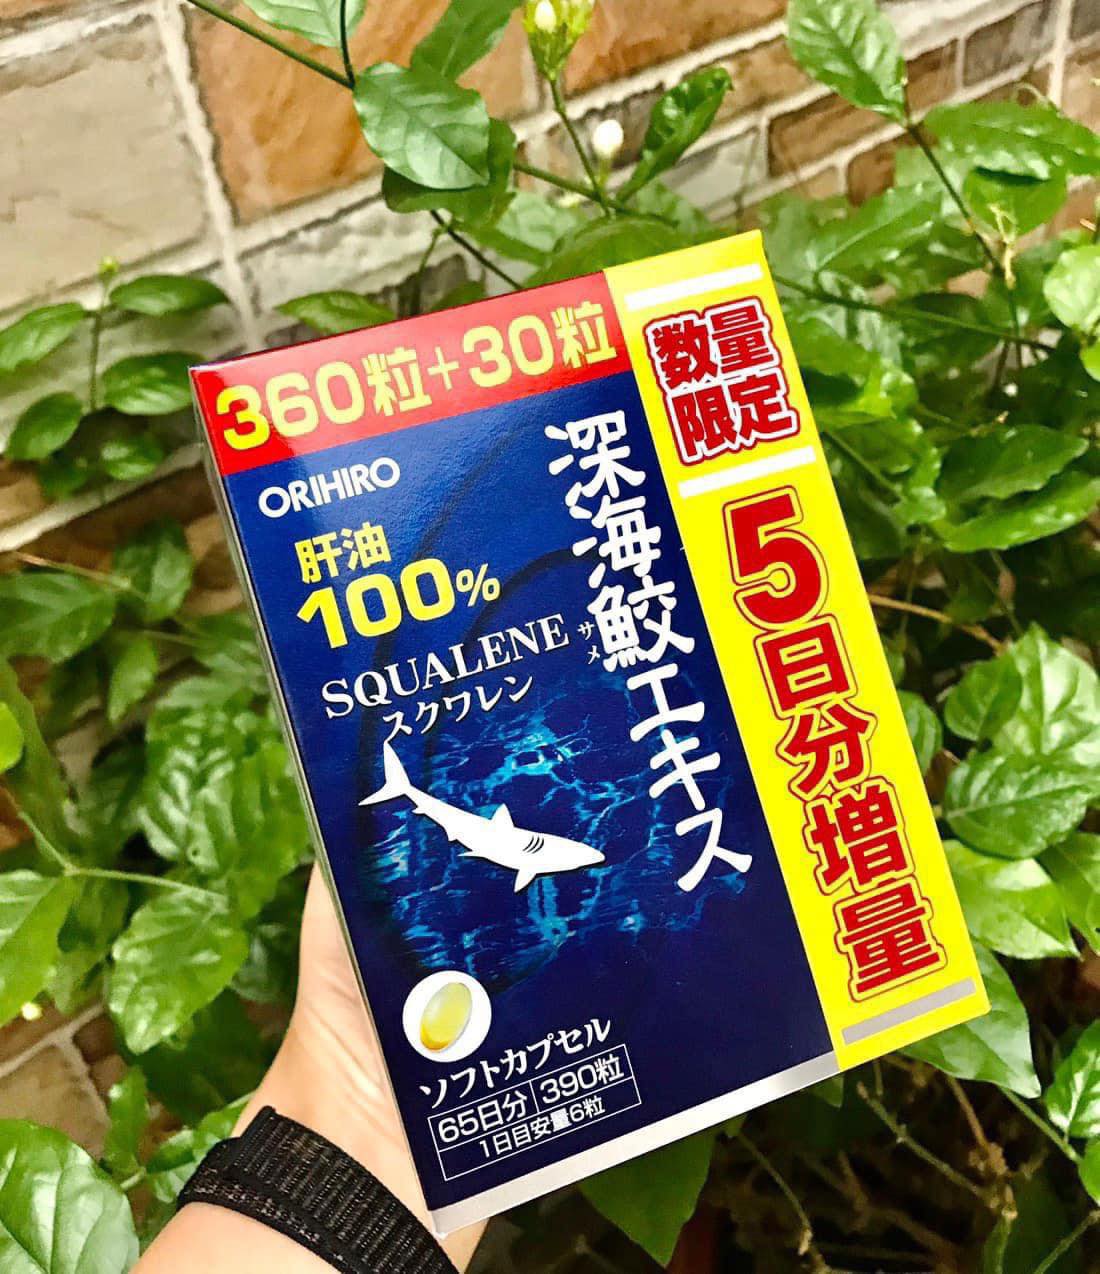 360粒+30粒
ORIHIRO
肝油
100%
SQUALENE
スクワレン
深海鮫エキス
サメ
数量
限定
5日分増量
ソフトカプセル
65日分 390粒
1日目安量6粒